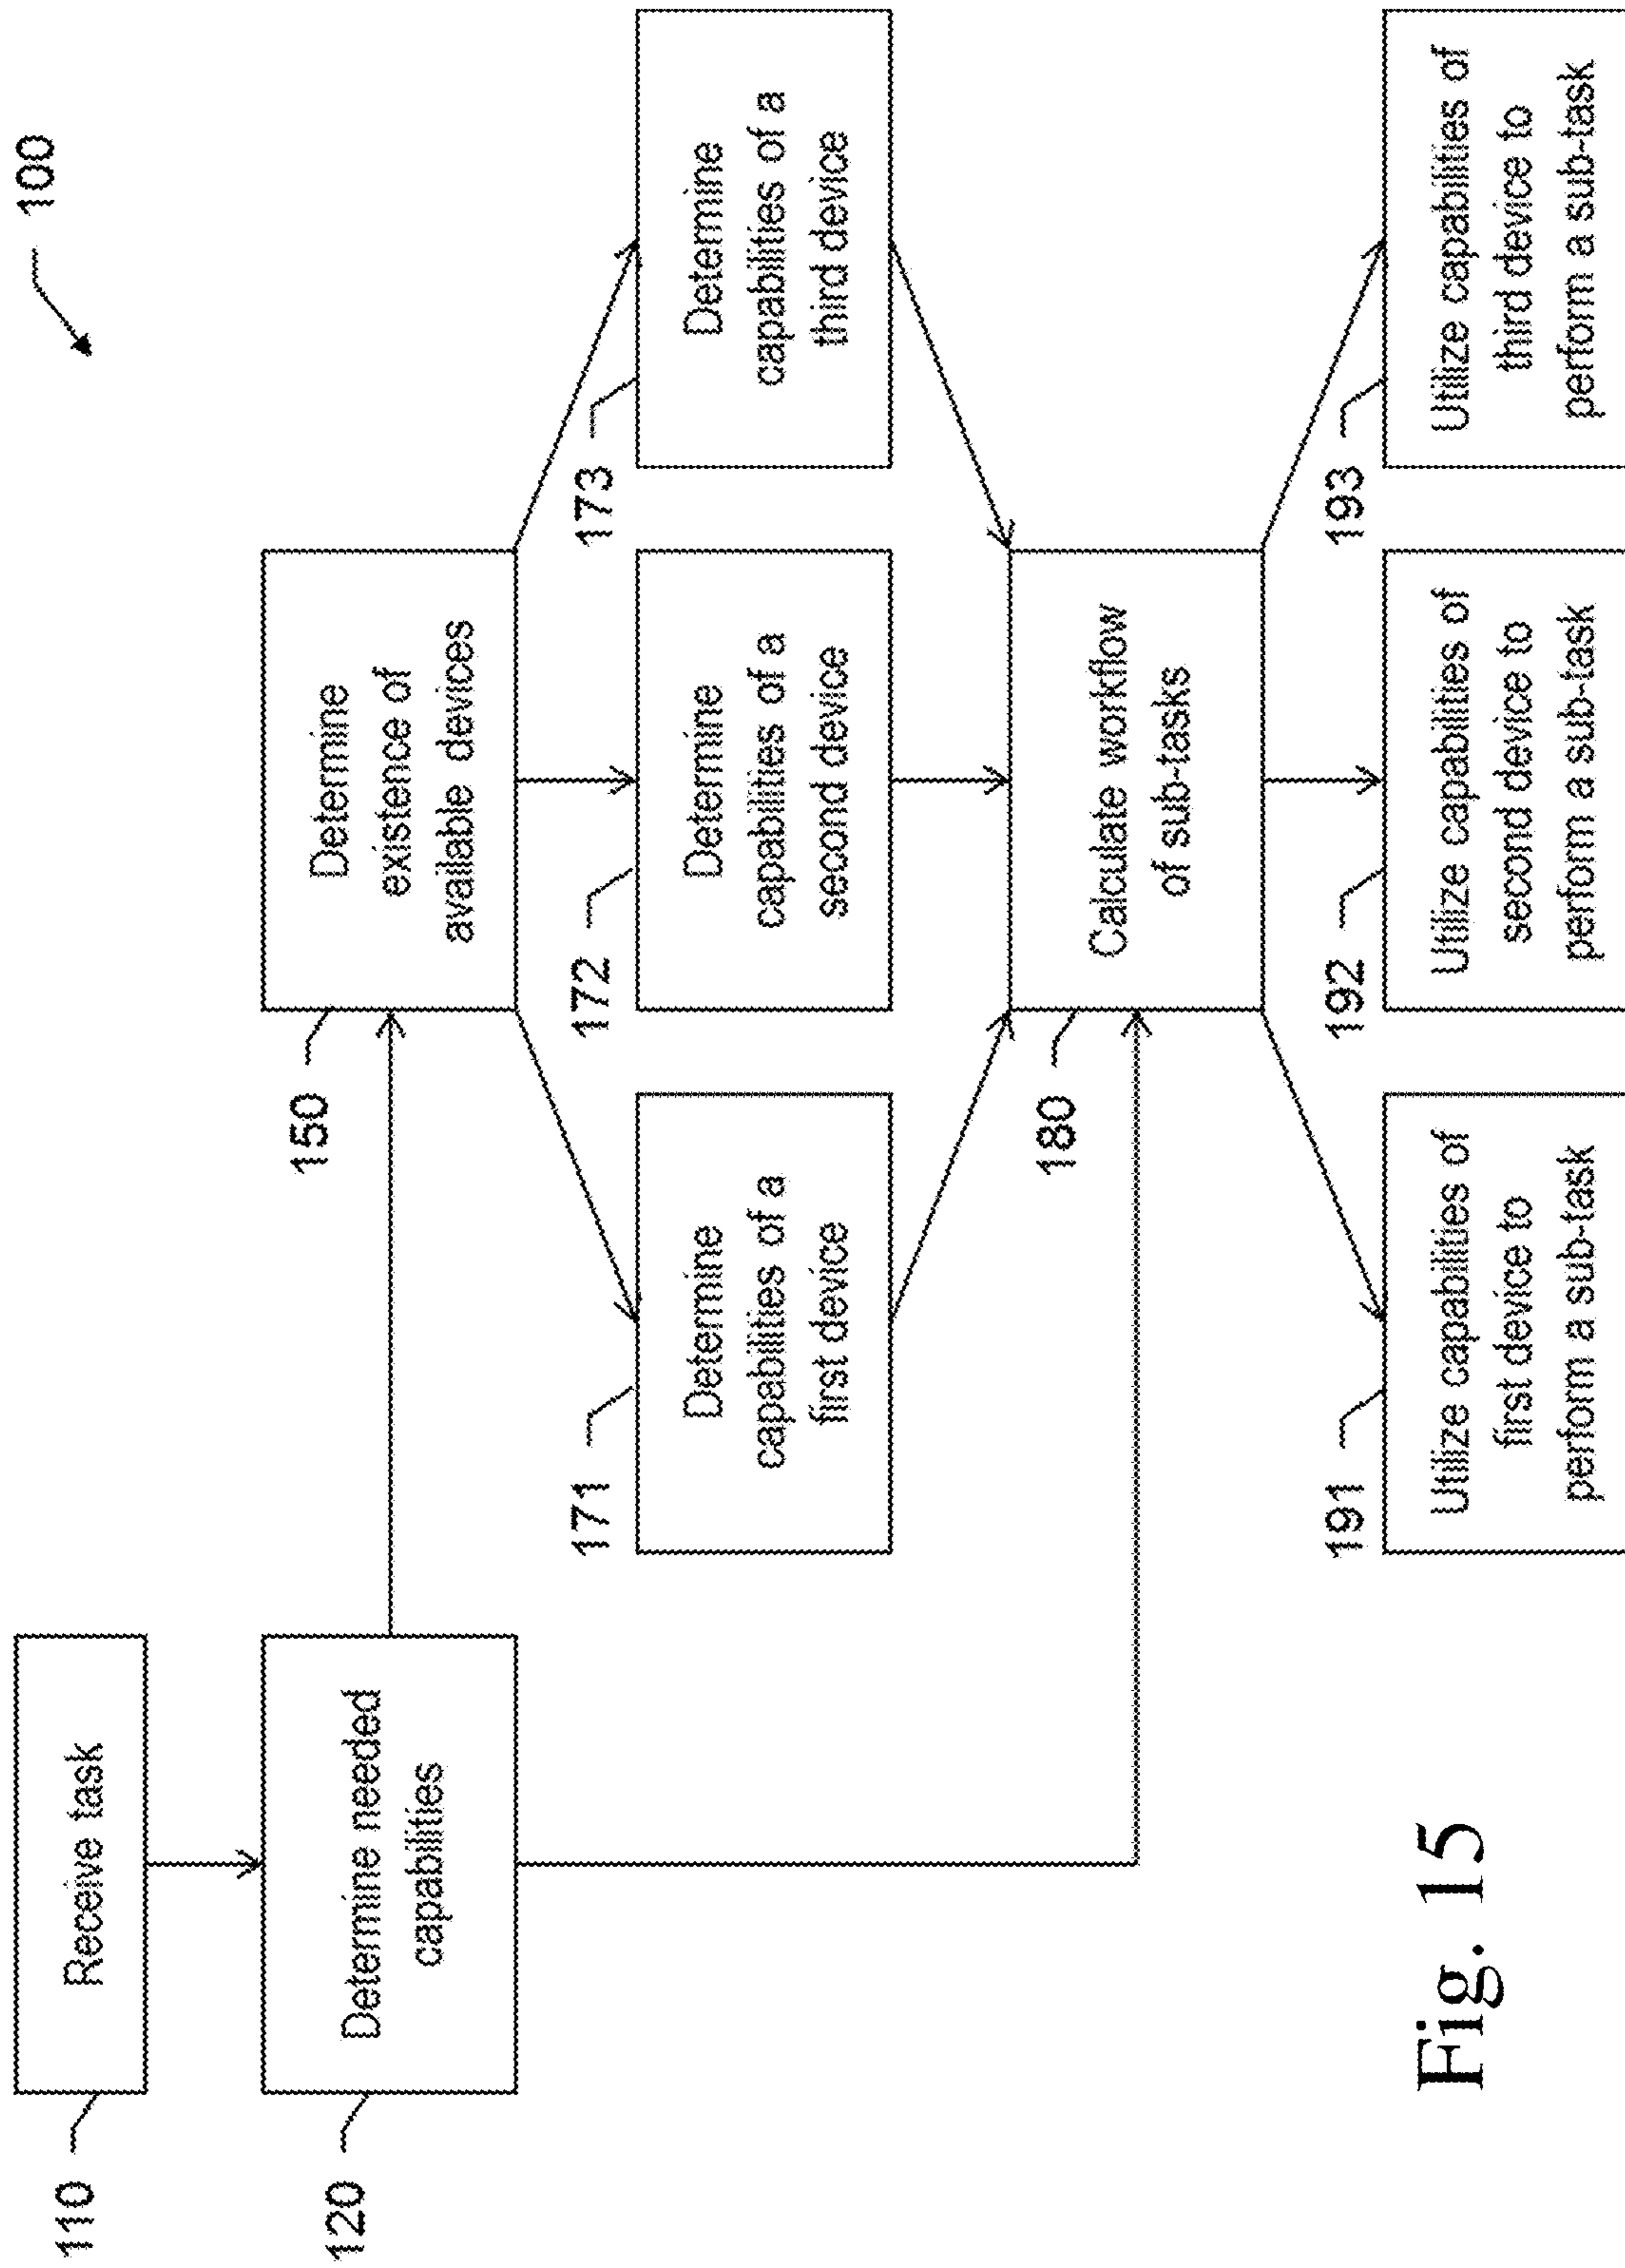 100
110
Receive task
120
Determine needed
capabilities
150
Determine
existence of
available devices
171
Determine
capabilities of a
first device
172
Determine
capabilities of a
second device
173
Determine
capabilities of a
third device
180
Calculate workflow
of sub-tasks
191
Utilize capabilities of
first device to
perform a sub-task
192
Utilize capabilities of
second device to
perform a sub-task
193
Utilize capabilities of
third device to
perform a sub-task
Fig. 15